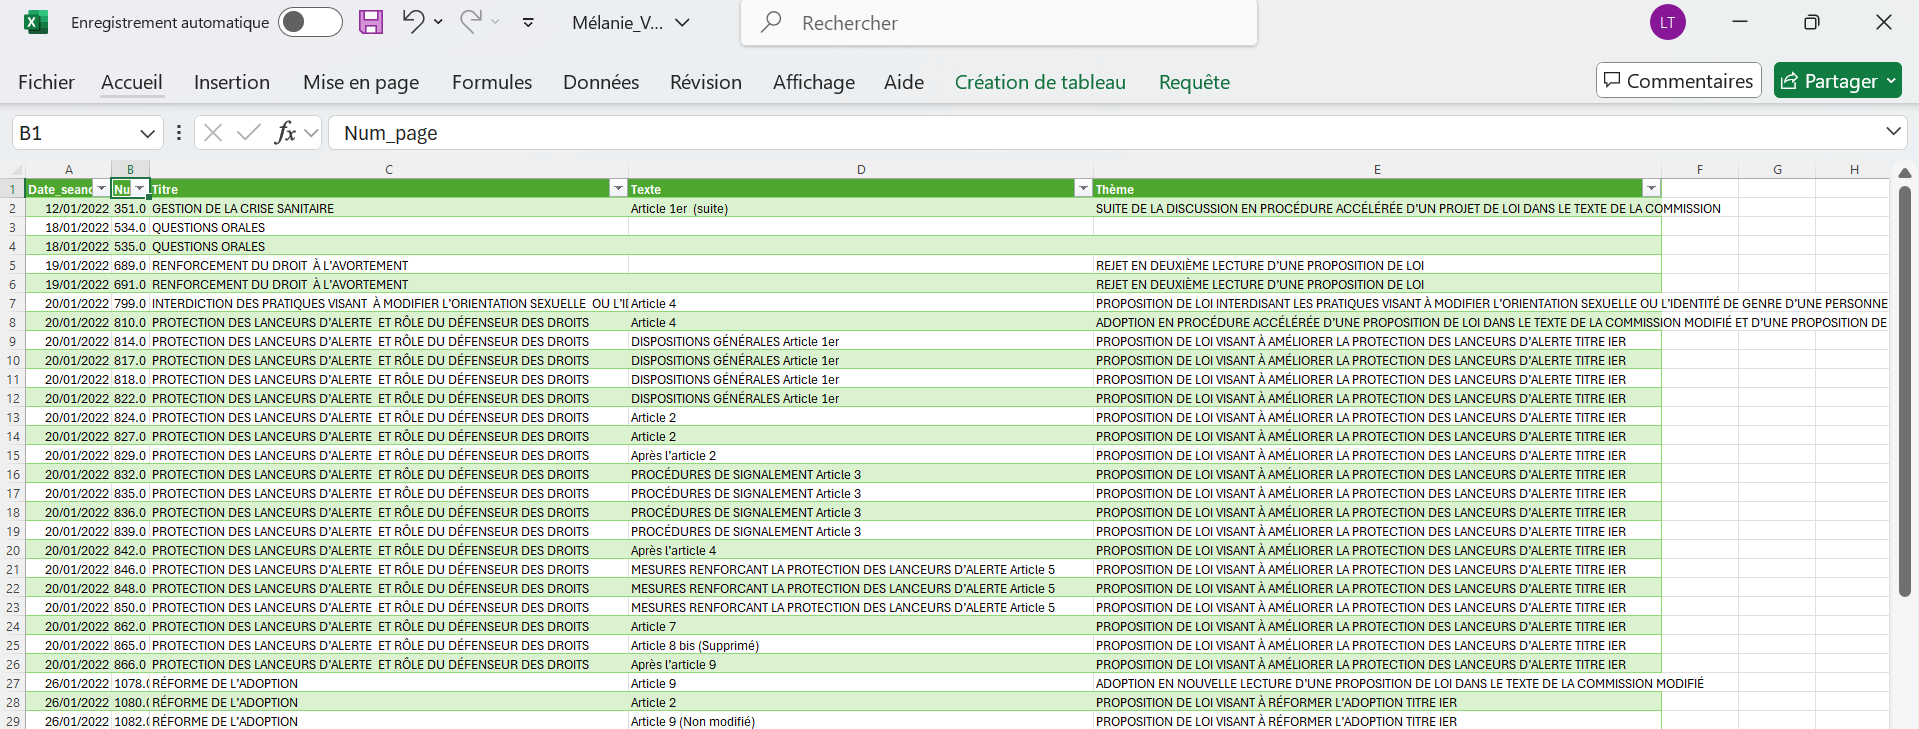 Enregistrement automatique Mélanie_V... Rechercher LT
Fichier Accueil Insertion Mise en page Formules Données Révision Affichage Aide Création de tableau Requête Commentaires Partager
B1 fx Num_page
A B C D E F G H
1 Date_seanc Nu Titre Texte Thème
2 12/01/2022 351.0 GESTION DE LA CRISE SANITAIRE Article 1er (suite) SUITE DE LA DISCUSSION EN PROCÉDURE ACCÉLÉRÉE D’UN PROJET DE LOI DANS LE TEXTE DE LA COMMISSION
3 18/01/2022 534.0 QUESTIONS ORALES
4 18/01/2022 535.0 QUESTIONS ORALES
5 19/01/2022 689.0 RENFORCEMENT DU DROIT À L’AVORTEMENT REJET EN DEUXIÈME LECTURE D’UNE PROPOSITION DE LOI
6 19/01/2022 691.0 RENFORCEMENT DU DROIT À L’AVORTEMENT REJET EN DEUXIÈME LECTURE D’UNE PROPOSITION DE LOI
7 20/01/2022 799.0 INTERDICTION DES PRATIQUES VISANT À MODIFIER L’ORIENTATION SEXUELLE OU L’I Article 4 PROPOSITION DE LOI INTERDISANT LES PRATIQUES VISANT À MODIFIER L’ORIENTATION SEXUELLE OU L’IDENTITÉ DE GENRE D’UNE PERSONNE
8 20/01/2022 810.0 PROTECTION DES LANCEURS D’ALERTE ET RÔLE DU DÉFENSEUR DES DROITS Article 4 ADOPTION EN PROCÉDURE ACCÉLÉRÉE D’UNE PROPOSITION DE LOI DANS LE TEXTE DE LA COMMISSION MODIFIÉ ET D’UNE PROPOSITION DE
9 20/01/2022 814.0 PROTECTION DES LANCEURS D’ALERTE ET RÔLE DU DÉFENSEUR DES DROITS DISPOSITIONS GÉNÉRALES Article 1er PROPOSITION DE LOI VISANT À AMÉLIORER LA PROTECTION DES LANCEURS D’ALERTE TITRE IER
10 20/01/2022 817.0 PROTECTION DES LANCEURS D’ALERTE ET RÔLE DU DÉFENSEUR DES DROITS DISPOSITIONS GÉNÉRALES Article 1er PROPOSITION DE LOI VISANT À AMÉLIORER LA PROTECTION DES LANCEURS D’ALERTE TITRE IER
11 20/01/2022 818.0 PROTECTION DES LANCEURS D’ALERTE ET RÔLE DU DÉFENSEUR DES DROITS DISPOSITIONS GÉNÉRALES Article 1er PROPOSITION DE LOI VISANT À AMÉLIORER LA PROTECTION DES LANCEURS D’ALERTE TITRE IER
12 20/01/2022 822.0 PROTECTION DES LANCEURS D’ALERTE ET RÔLE DU DÉFENSEUR DES DROITS DISPOSITIONS GÉNÉRALES Article 1er PROPOSITION DE LOI VISANT À AMÉLIORER LA PROTECTION DES LANCEURS D’ALERTE TITRE IER
13 20/01/2022 824.0 PROTECTION DES LANCEURS D’ALERTE ET RÔLE DU DÉFENSEUR DES DROITS Article 2 PROPOSITION DE LOI VISANT À AMÉLIORER LA PROTECTION DES LANCEURS D’ALERTE TITRE IER
14 20/01/2022 827.0 PROTECTION DES LANCEURS D’ALERTE ET RÔLE DU DÉFENSEUR DES DROITS Article 2 PROPOSITION DE LOI VISANT À AMÉLIORER LA PROTECTION DES LANCEURS D’ALERTE TITRE IER
15 20/01/2022 829.0 PROTECTION DES LANCEURS D’ALERTE ET RÔLE DU DÉFENSEUR DES DROITS Après l’article 2 PROPOSITION DE LOI VISANT À AMÉLIORER LA PROTECTION DES LANCEURS D’ALERTE TITRE IER
16 20/01/2022 832.0 PROTECTION DES LANCEURS D’ALERTE ET RÔLE DU DÉFENSEUR DES DROITS PROCÉDURES DE SIGNALEMENT Article 3 PROPOSITION DE LOI VISANT À AMÉLIORER LA PROTECTION DES LANCEURS D’ALERTE TITRE IER
17 20/01/2022 835.0 PROTECTION DES LANCEURS D’ALERTE ET RÔLE DU DÉFENSEUR DES DROITS PROCÉDURES DE SIGNALEMENT Article 3 PROPOSITION DE LOI VISANT À AMÉLIORER LA PROTECTION DES LANCEURS D’ALERTE TITRE IER
18 20/01/2022 836.0 PROTECTION DES LANCEURS D’ALERTE ET RÔLE DU DÉFENSEUR DES DROITS PROCÉDURES DE SIGNALEMENT Article 3 PROPOSITION DE LOI VISANT À AMÉLIORER LA PROTECTION DES LANCEURS D’ALERTE TITRE IER
19 20/01/2022 839.0 PROTECTION DES LANCEURS D’ALERTE ET RÔLE DU DÉFENSEUR DES DROITS PROCÉDURES DE SIGNALEMENT Article 3 PROPOSITION DE LOI VISANT À AMÉLIORER LA PROTECTION DES LANCEURS D’ALERTE TITRE IER
20 20/01/2022 842.0 PROTECTION DES LANCEURS D’ALERTE ET RÔLE DU DÉFENSEUR DES DROITS Après l’article 4 PROPOSITION DE LOI VISANT À AMÉLIORER LA PROTECTION DES LANCEURS D’ALERTE TITRE IER
21 20/01/2022 846.0 PROTECTION DES LANCEURS D’ALERTE ET RÔLE DU DÉFENSEUR DES DROITS MESURES RENFORCANT LA PROTECTION DES LANCEURS D’ALERTE Article 5 PROPOSITION DE LOI VISANT À AMÉLIORER LA PROTECTION DES LANCEURS D’ALERTE TITRE IER
22 20/01/2022 848.0 PROTECTION DES LANCEURS D’ALERTE ET RÔLE DU DÉFENSEUR DES DROITS MESURES RENFORCANT LA PROTECTION DES LANCEURS D’ALERTE Article 5 PROPOSITION DE LOI VISANT À AMÉLIORER LA PROTECTION DES LANCEURS D’ALERTE TITRE IER
23 20/01/2022 850.0 PROTECTION DES LANCEURS D’ALERTE ET RÔLE DU DÉFENSEUR DES DROITS MESURES RENFORCANT LA PROTECTION DES LANCEURS D’ALERTE Article 5 PROPOSITION DE LOI VISANT À AMÉLIORER LA PROTECTION DES LANCEURS D’ALERTE TITRE IER
24 20/01/2022 862.0 PROTECTION DES LANCEURS D’ALERTE ET RÔLE DU DÉFENSEUR DES DROITS Article 7 PROPOSITION DE LOI VISANT À AMÉLIORER LA PROTECTION DES LANCEURS D’ALERTE TITRE IER
25 20/01/2022 865.0 PROTECTION DES LANCEURS D’ALERTE ET RÔLE DU DÉFENSEUR DES DROITS Article 8 bis (Supprimé) PROPOSITION DE LOI VISANT À AMÉLIORER LA PROTECTION DES LANCEURS D’ALERTE TITRE IER
26 20/01/2022 866.0 PROTECTION DES LANCEURS D’ALERTE ET RÔLE DU DÉFENSEUR DES DROITS Après l’article 9 PROPOSITION DE LOI VISANT À AMÉLIORER LA PROTECTION DES LANCEURS D’ALERTE TITRE IER
27 26/01/2022 1078.0 RÉFORME DE L’ADOPTION Article 9 ADOPTION EN NOUVELLE LECTURE D’UNE PROPOSITION DE LOI DANS LE TEXTE DE LA COMMISSION MODIFIÉ
28 26/01/2022 1080.0 RÉFORME DE L’ADOPTION Article 2 PROPOSITION DE LOI VISANT À RÉFORMER L’ADOPTION TITRE IER
29 26/01/2022 1082.0 RÉFORME DE L’ADOPTION Article 9 (Non modifié) PROPOSITION DE LOI VISANT À RÉFORMER L’ADOPTION TITRE IER